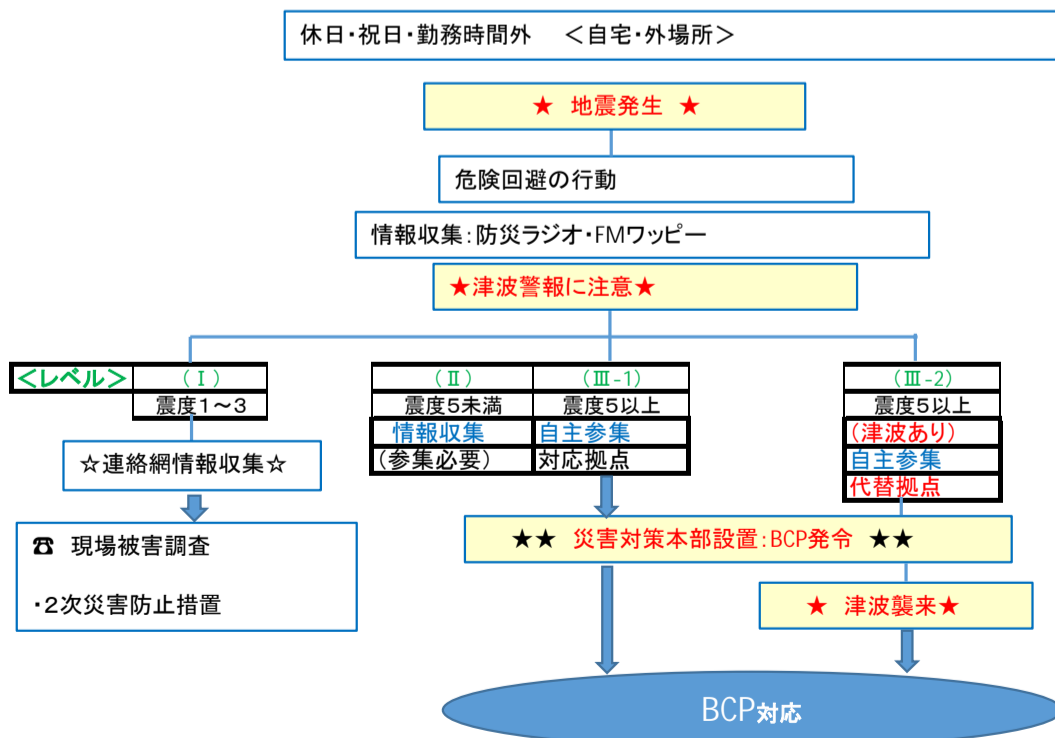 休日・祝日・勤務時間外　＜自宅・外場所＞
★ 地震発生 ★
危険回避の行動
情報収集：防災ラジオ・FMワッピー
★津波警報に注意★
＜レベル＞ （Ⅰ） （Ⅱ） （Ⅲ-1） （Ⅲ-2）
震度１～３ 震度５未満 震度５以上 震度５以上
情報収集 自主参集 （津波あり）
（参集必要） 対応拠点 自主参集
代替拠点
☆連絡網情報収集☆
☎ 現場被害調査
・２次災害防止措置
★★ 災害対策本部設置：BCP発令 ★★
★ 津波襲来★
BCP対応